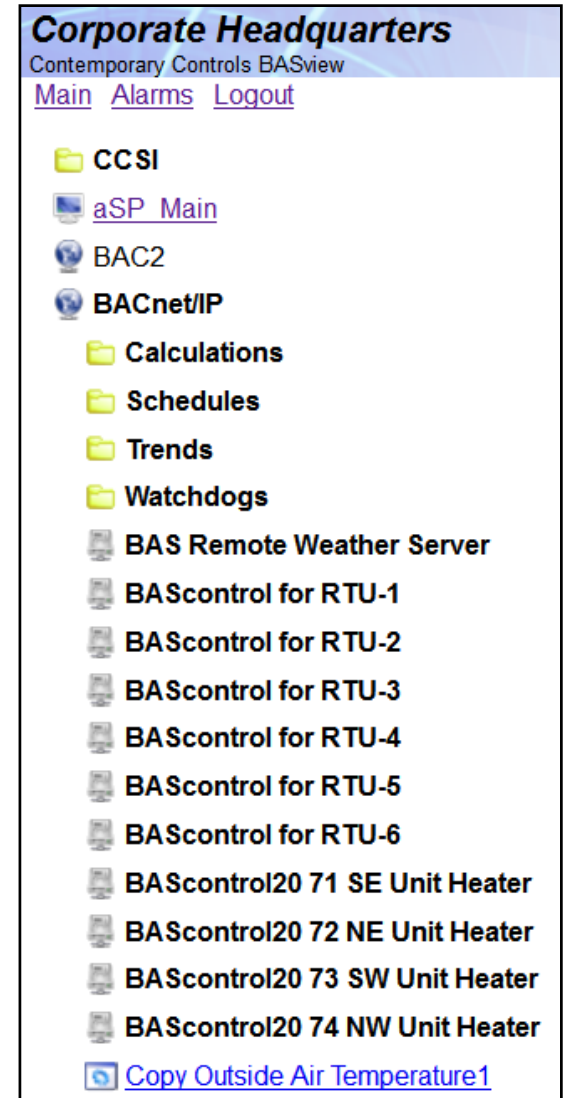 Corporate Headquarters
Contemporary Controls BASview
Main Alarms Logout
CCSI
aSP_Main
BAC2
BACnet/IP
Calculations
Schedules
Trends
Watchdogs
BAS Remote Weather Server
BAScontrol for RTU-1
BAScontrol for RTU-2
BAScontrol for RTU-3
BAScontrol for RTU-4
BAScontrol for RTU-5
BAScontrol for RTU-6
BAScontrol20 71 SE Unit Heater
BAScontrol20 72 NE Unit Heater
BAScontrol20 73 SW Unit Heater
BAScontrol20 74 NW Unit Heater
Copy Outside Air Temperature1